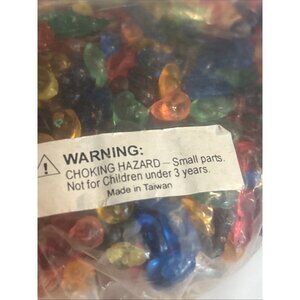 WARNING:
CHOKING HAZARD – Small parts.
Not for Children under 3 years.
Made in Taiwan